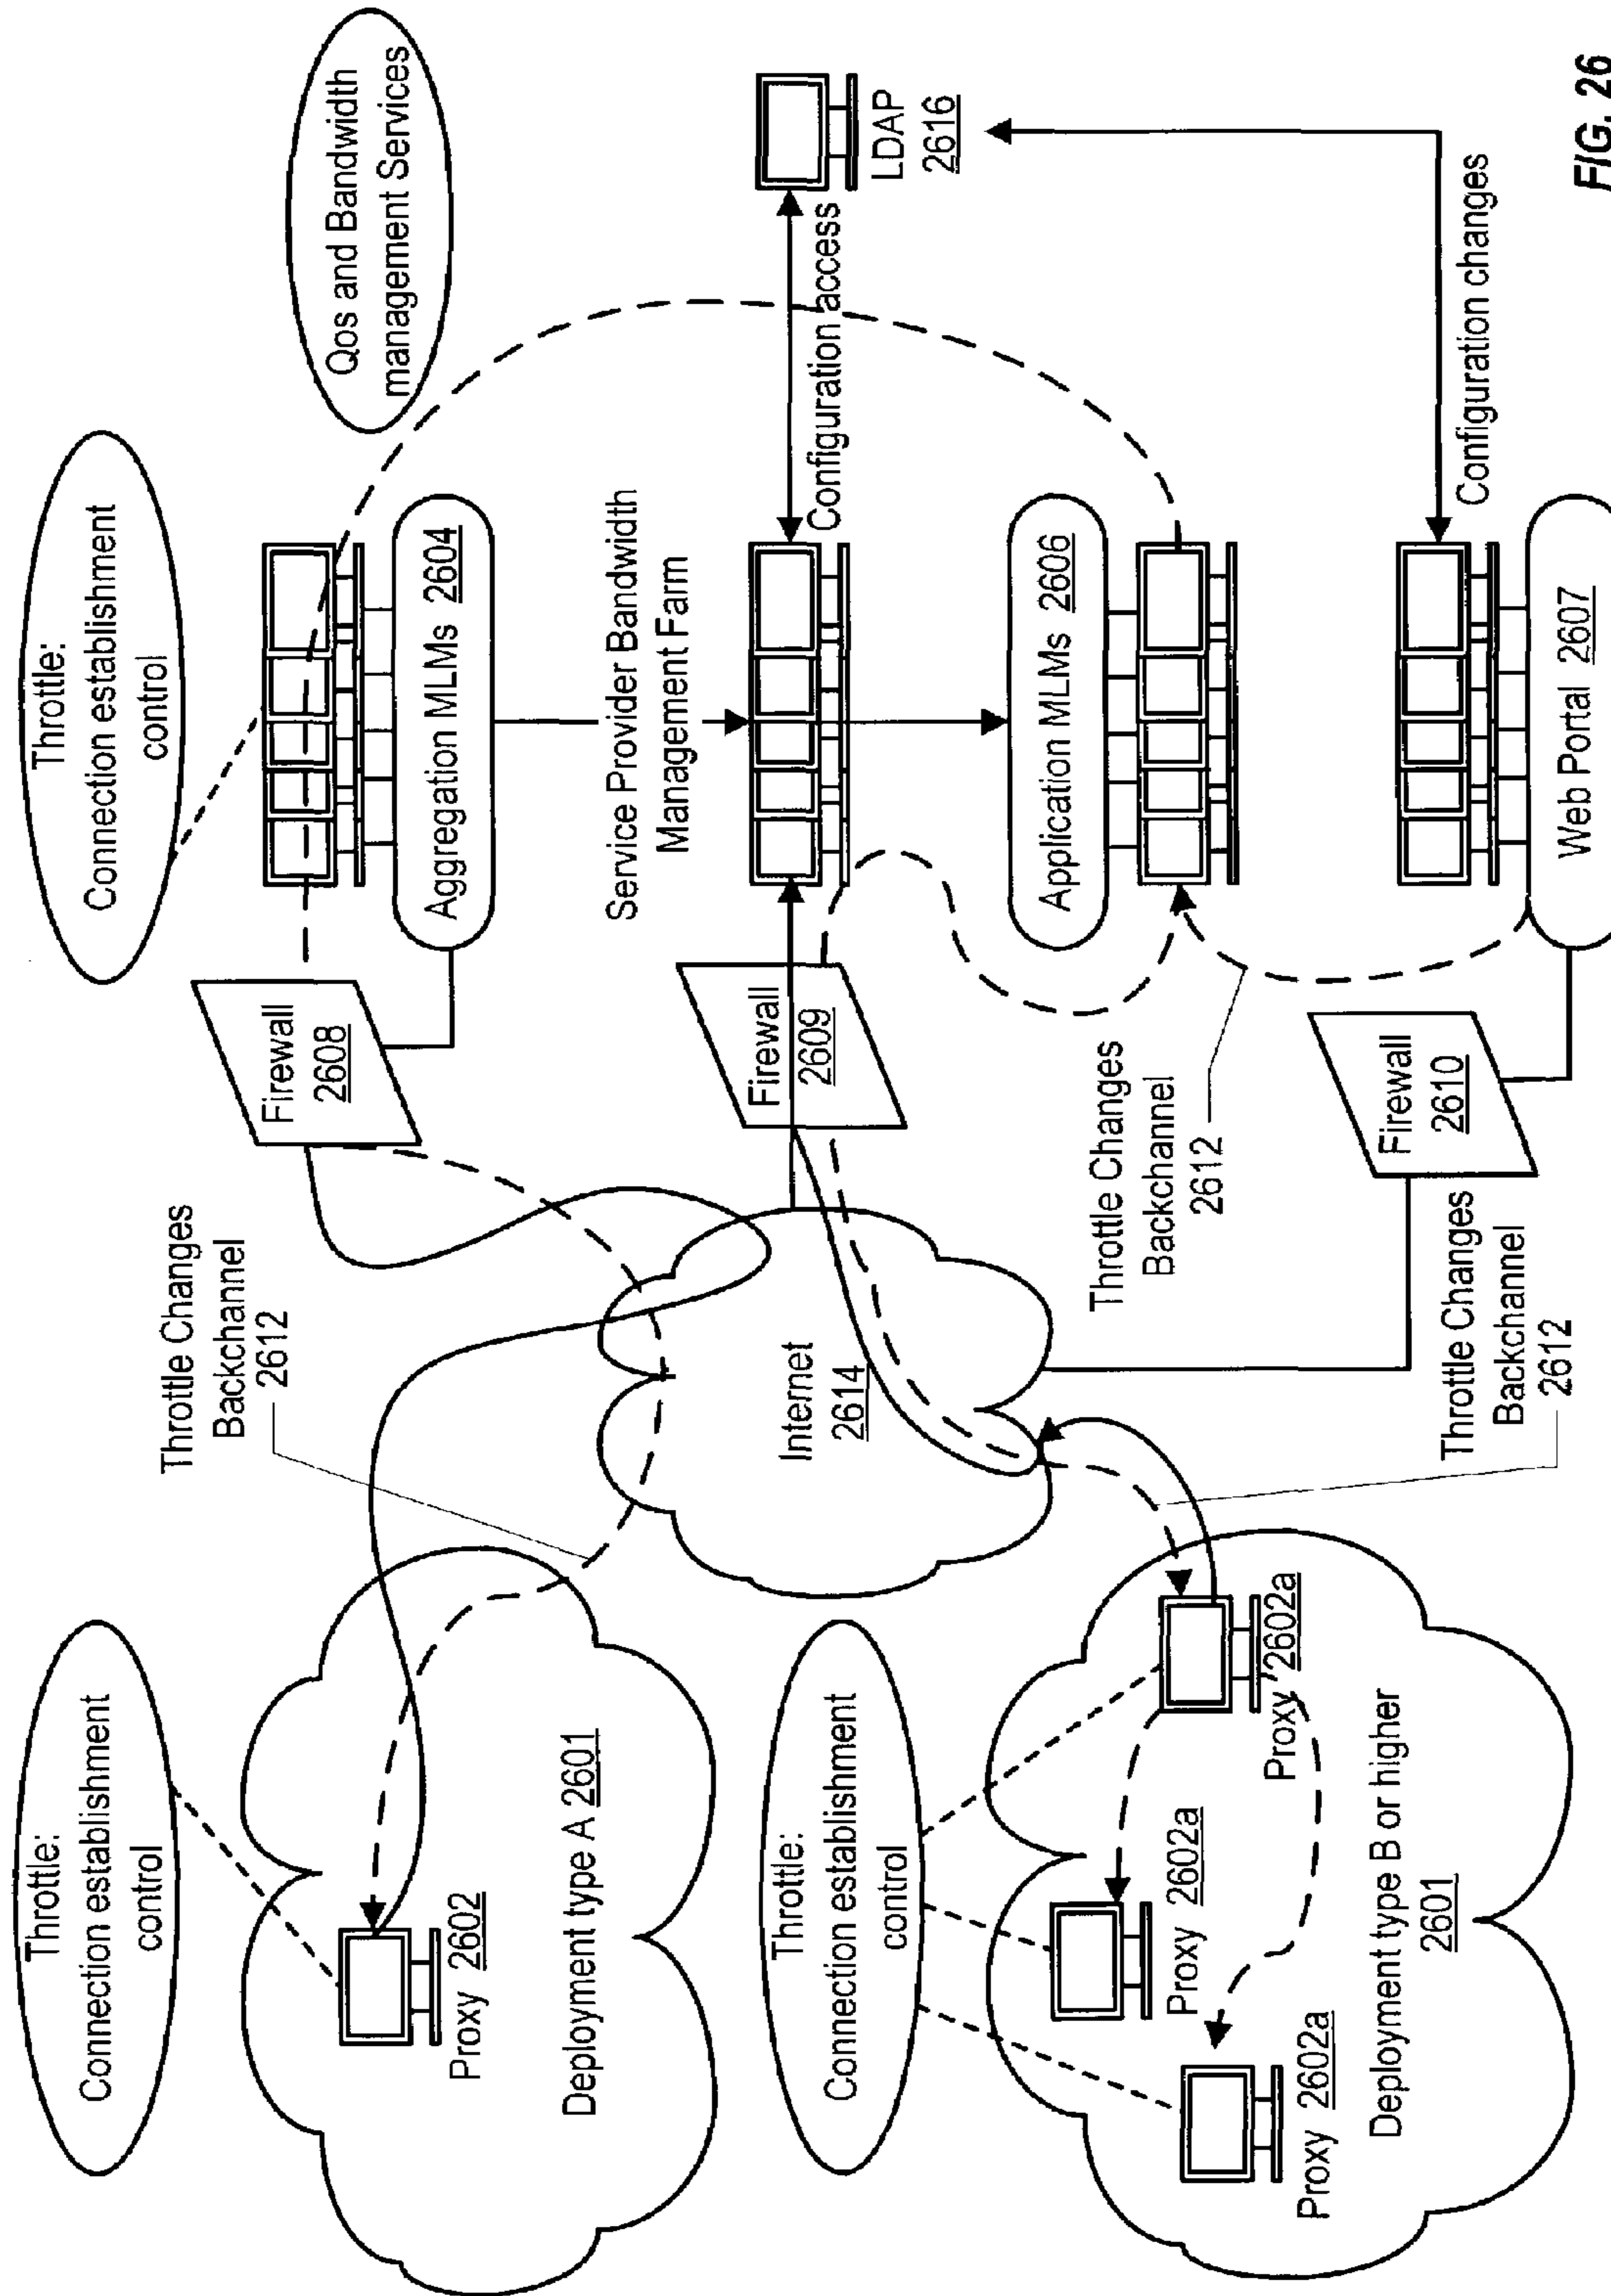 Throttle:
Connection establishment
control
Throttle:
Connection establishment
control
Qos and Bandwidth
management Services
Throttle Changes
Backchannel
2612
Firewall
2608
Aggregation MLMs 2604
Proxy 2602
Deployment type A 2601
Service Provider Bandwidth
Management Farm
Internet
2614
Firewall
2609
Configuration access
LDAP
2616
Throttle:
Connection establishment
control
Throttle Changes
Backchannel
2612
Application MLMs 2606
Proxy 2602a
Proxy 2602a
Proxy 2602a
Deployment type B or higher
2601
Throttle Changes
Backchannel
2612
Firewall
2610
Web Portal 2607
Configuration changes
FIG. 26